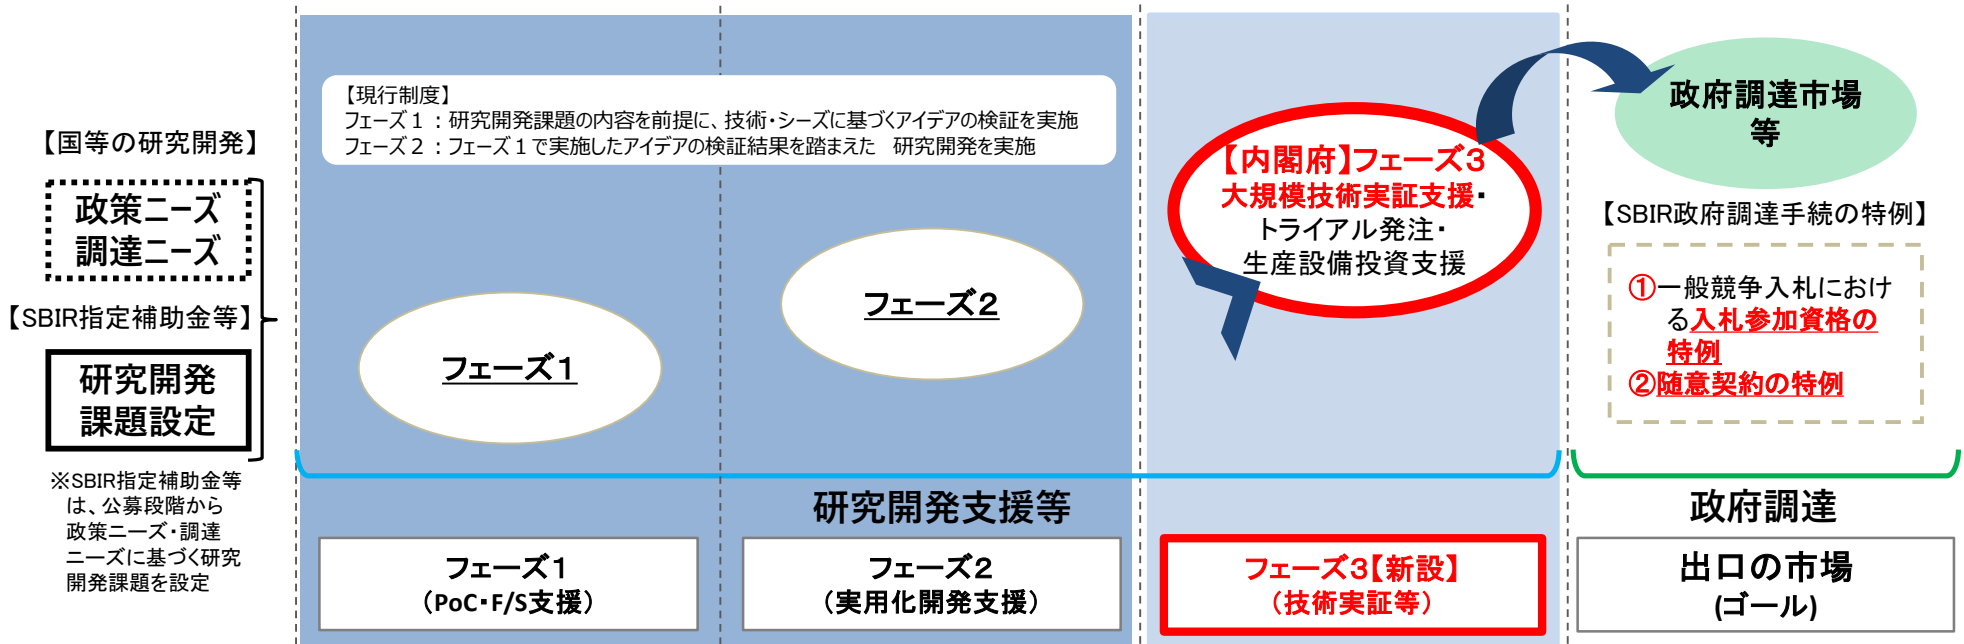 【国等の研究開発】
政策ニーズ
調達ニーズ
【SBIR指定補助金等】
研究開発
課題設定
※SBIR指定補助金等
は、公募段階から
政策ニーズ・調達
ニーズに基づく研究
開発課題を設定
【現行制度】
フェーズ１：研究開発課題の内容を前提に、技術・シーズに基づくアイデアの検証を実施
フェーズ２：フェーズ１で実施したアイデアの検証結果を踏まえた　研究開発を実施
フェーズ１
フェーズ２
【内閣府】フェーズ３
大規模技術実証支援・
トライアル発注・
生産設備投資支援
政府調達市場
等
【SBIR政府調達手続の特例】
①一般競争入札におけ
る入札参加資格の
特例
②随意契約の特例
研究開発支援等
政府調達
フェーズ１
（PoC・F/S支援）
フェーズ２
（実用化開発支援）
フェーズ３【新設】
（技術実証等）
出口の市場
(ゴール)